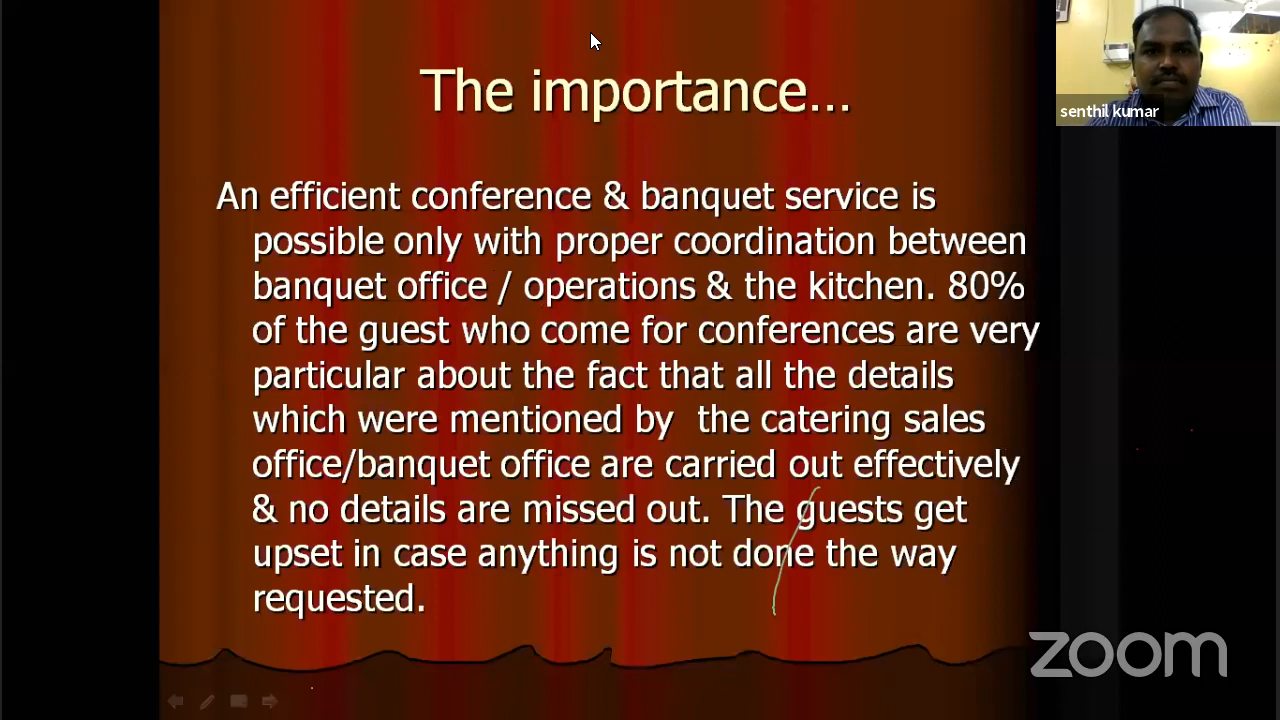 The importance...
senthil kumar
An efficient conference & banquet service is
possible only with proper coordination between
banquet office / operations & the kitchen. 80%
of the guest who come for conferences are very
particular about the fact that all the details
which were mentioned by  the catering sales
office/banquet office are carried out effectively
& no details are missed out. The guests get
upset in case anything is not done the way
requested.
zoom